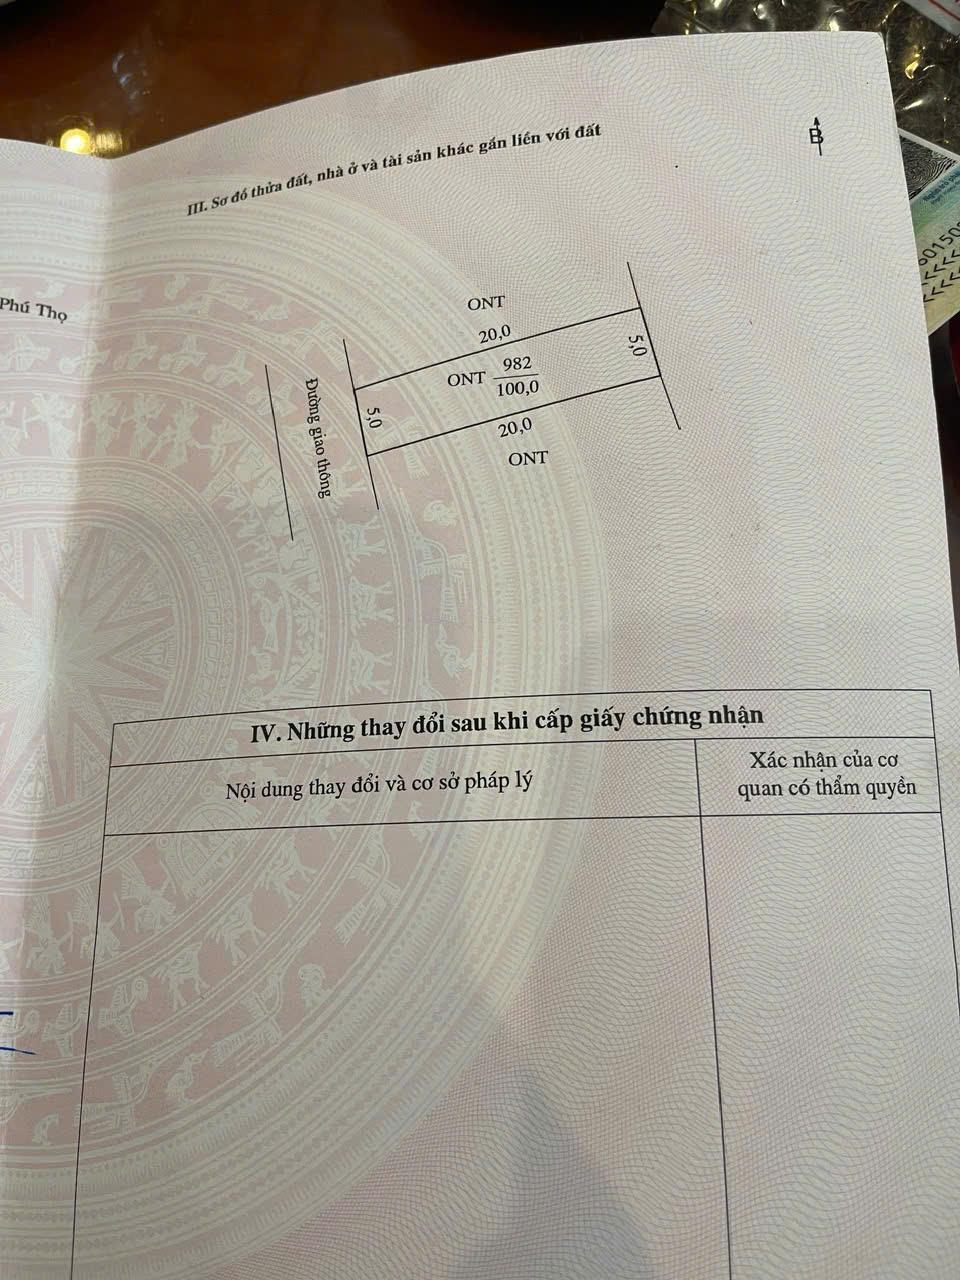 III. Sơ đồ thửa đất, nhà ở và tài sản khác gắn liền với đất
B
Phú Thọ
ONT
20,0
5,0
ONT 982
100,0
Đường giao thông
5,0
20,0
ONT
IV. Những thay đổi sau khi cấp giấy chứng nhận
Nội dung thay đổi và cơ sở pháp lý
Xác nhận của cơ
quan có thẩm quyền